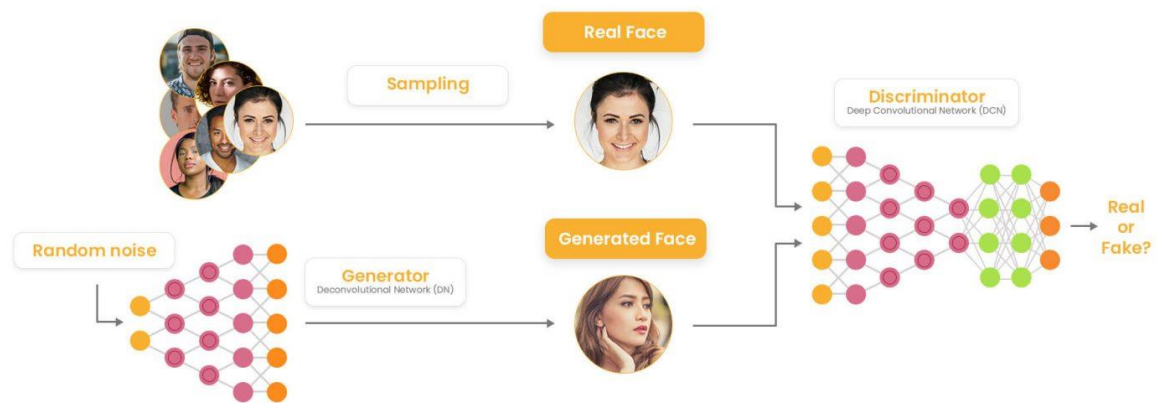 Real Face
Sampling
Discriminator
Deep Convolutional Network (DCN)
Random noise
Generator
Deconvolutional Network (DN)
Generated Face
Real
or
Fake?